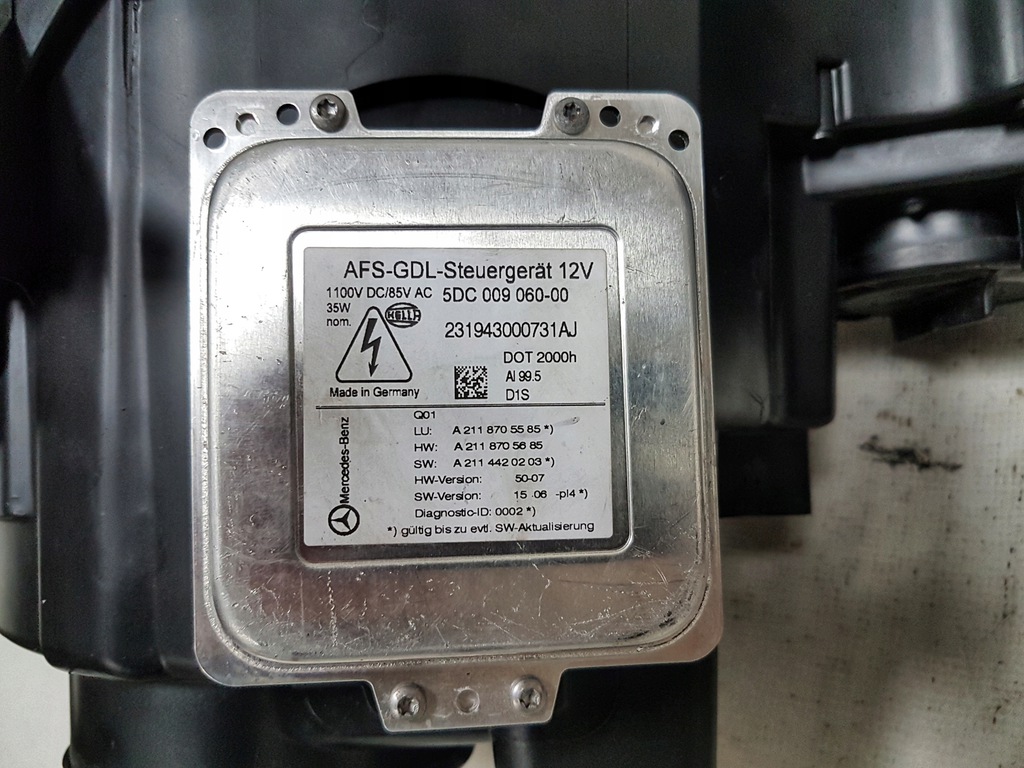 AFS-GDL-Steuergerät 12V
1100V DC/85V AC 5DC 009 060-00
35W
nom.
HELLA
231943000731AJ
DOT 2000h
Al 99.5
Made in Germany
D1S
Mercedes-Benz
Q01
LU: A 211 870 55 85 *)
HW: A 211 870 56 85
SW: A 211 442 02 03 *)
HW-Version: 50-07
SW-Version: 15 06 -pl4 *)
Diagnostic-ID: 0002 *)
*) gültig bis zu evtl. SW-Aktualisierung